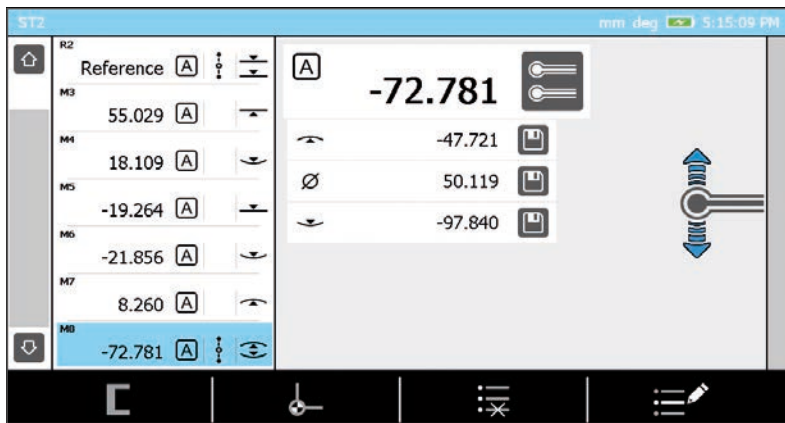 ST2
mm deg 5:15:09 PM
R2
Reference A
M3
55.029 A
M4
18.109 A
M5
-19.264 A
M6
-21.856 A
M7
8.260 A
M8
-72.781 A
A
-72.781
-47.721
Ø 50.119
-97.840